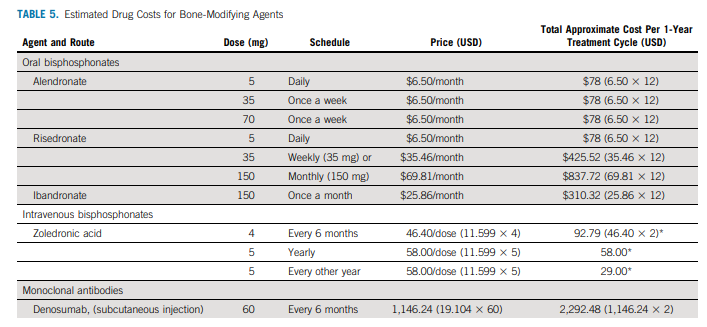 TABLE 5. Estimated Drug Costs for Bone-Modifying Agents
Total Approximate Cost Per 1-Year
Agent and Route Dose (mg) Schedule Price (USD) Treatment Cycle (USD)
Oral bisphosphonates
Alendronate 5 Daily $6.50/month $78 (6.50 × 12)
35 Once a week $6.50/month $78 (6.50 × 12)
70 Once a week $6.50/month $78 (6.50 × 12)
Risedronate 5 Daily $6.50/month $78 (6.50 × 12)
35 Weekly (35 mg) or $35.46/month $425.52 (35.46 × 12)
150 Monthly (150 mg) $69.81/month $837.72 (69.81 × 12)
Ibandronate 150 Once a month $25.86/month $310.32 (25.86 × 12)
Intravenous bisphosphonates
Zoledronic acid 4 Every 6 months 46.40/dose (11.599 × 4) 92.79 (46.40 × 2)*
5 Yearly 58.00/dose (11.599 × 5) 58.00*
5 Every other year 58.00/dose (11.599 × 5) 29.00*
Monoclonal antibodies
Denosumab, (subcutaneous injection) 60 Every 6 months 1,146.24 (19.104 × 60) 2,292.48 (1,146.24 × 2)